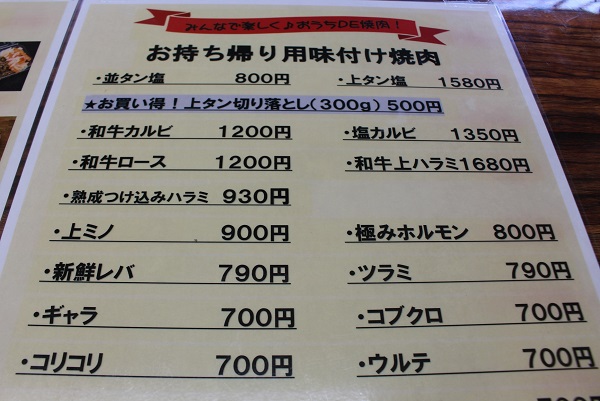 みんなで楽しく♪おうちDE焼肉！
お持ち帰り用味付け焼肉
・並タン塩 800円 ・上タン塩 1580円
★お買い得！上タン切り落とし（300g）500円
・和牛カルビ 1200円 ・塩カルビ 1350円
・和牛ロース 1200円 ・和牛上ハラミ1680円
・熟成つけ込みハラミ 930円
・上ミノ 900円 ・極みホルモン 800円
・新鮮レバ 790円 ・ツラミ 790円
・ギャラ 700円 ・コブクロ 700円
・コリコリ 700円 ・ウルテ 700円